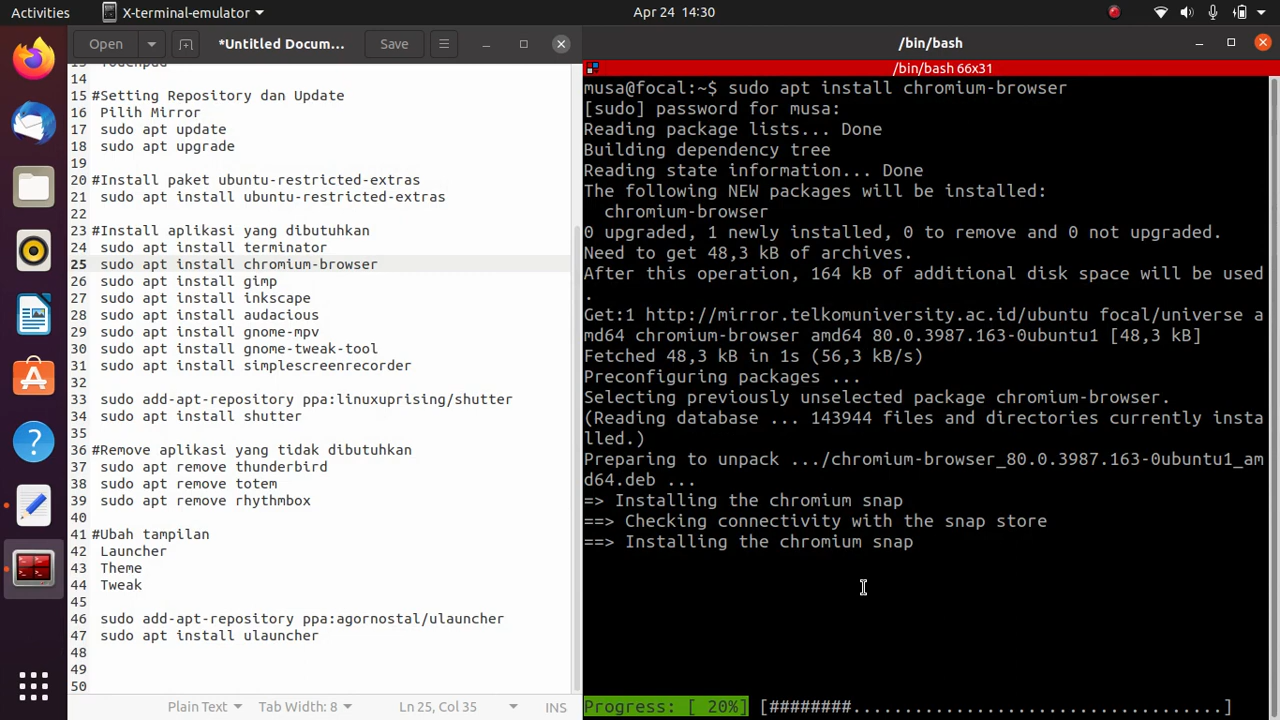 Activities
X-terminal-emulator
Apr 24 14:30
Open
*Untitled Docum...
Save
/bin/bash
/bin/bash 66x31
14
15 #Setting Repository dan Update
16 Pilih Mirror
17 sudo apt update
18 sudo apt upgrade
19
20 #Install paket ubuntu-restricted-extras
21 sudo apt install ubuntu-restricted-extras
22
23 #Install aplikasi yang dibutuhkan
24 sudo apt install terminator
25 sudo apt install chromium-browser
26 sudo apt install gimp
27 sudo apt install inkscape
28 sudo apt install audacious
29 sudo apt install gnome-mpv
30 sudo apt install gnome-tweak-tool
31 sudo apt install simplescreenrecorder
32
33 sudo add-apt-repository ppa:linuxuprising/shutter
34 sudo apt install shutter
35
36 #Remove aplikasi yang tidak dibutuhkan
37 sudo apt remove thunderbird
38 sudo apt remove totem
39 sudo apt remove rhythmbox
40
41 #Ubah tampilan
42 Launcher
43 Theme
44 Tweak
45
46 sudo add-apt-repository ppa:agornostal/ulauncher
47 sudo apt install ulauncher
48
49
50
Plain Text
Tab Width: 8
Ln 25, Col 35
INS
musa@focal:~$ sudo apt install chromium-browser
[sudo] password for musa:
Reading package lists... Done
Building dependency tree
Reading state information... Done
The following NEW packages will be installed:
chromium-browser
0 upgraded, 1 newly installed, 0 to remove and 0 not upgraded.
Need to get 48,3 kB of archives.
After this operation, 164 kB of additional disk space will be used
.
Get:1 http://mirror.telkomuniversity.ac.id/ubuntu focal/universe a
md64 chromium-browser amd64 80.0.3987.163-0ubuntu1 [48,3 kB]
Fetched 48,3 kB in 1s (56,3 kB/s)
Preconfiguring packages ...
Selecting previously unselected package chromium-browser.
(Reading database ... 143944 files and directories currently insta
lled.)
Preparing to unpack .../chromium-browser_80.0.3987.163-0ubuntu1_am
d64.deb ...
=> Installing the chromium snap
==> Checking connectivity with the snap store
==> Installing the chromium snap
Progress: [ 20%] [########...................................]